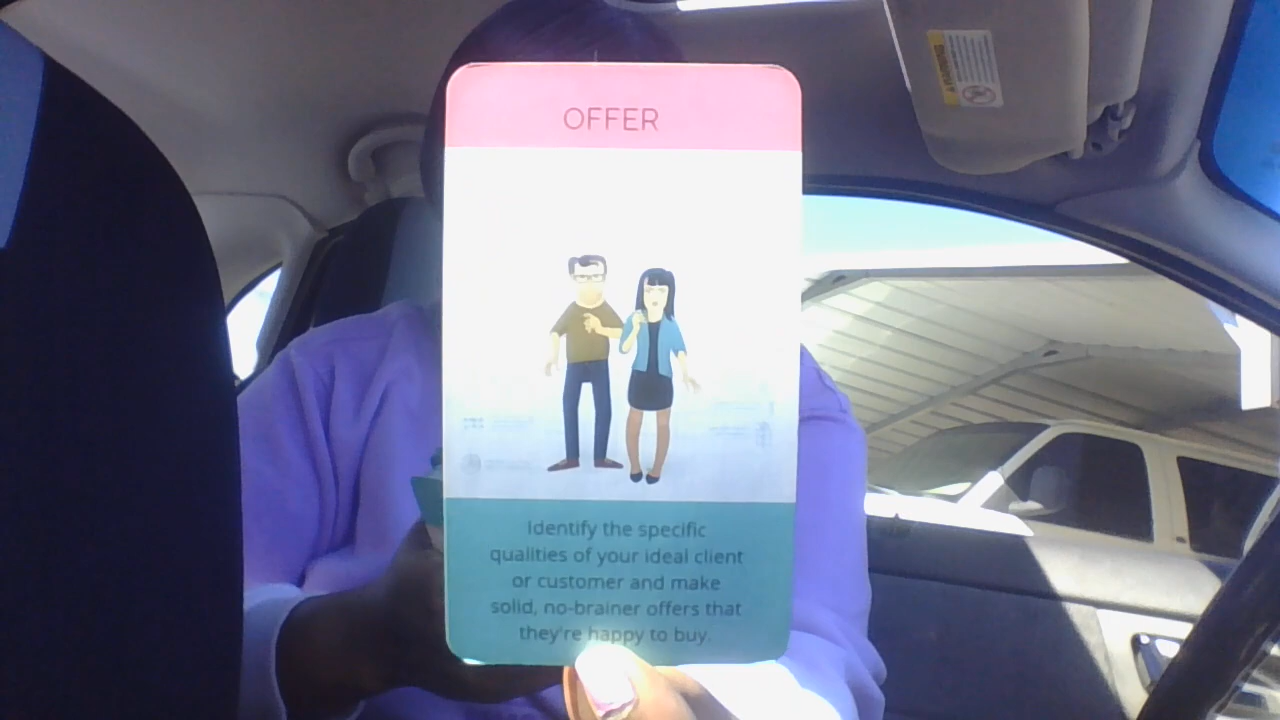 OFFER
Identify the specific
qualities of your ideal client
or customer and make
solid, no-brainer offers that
they're happy to buy.